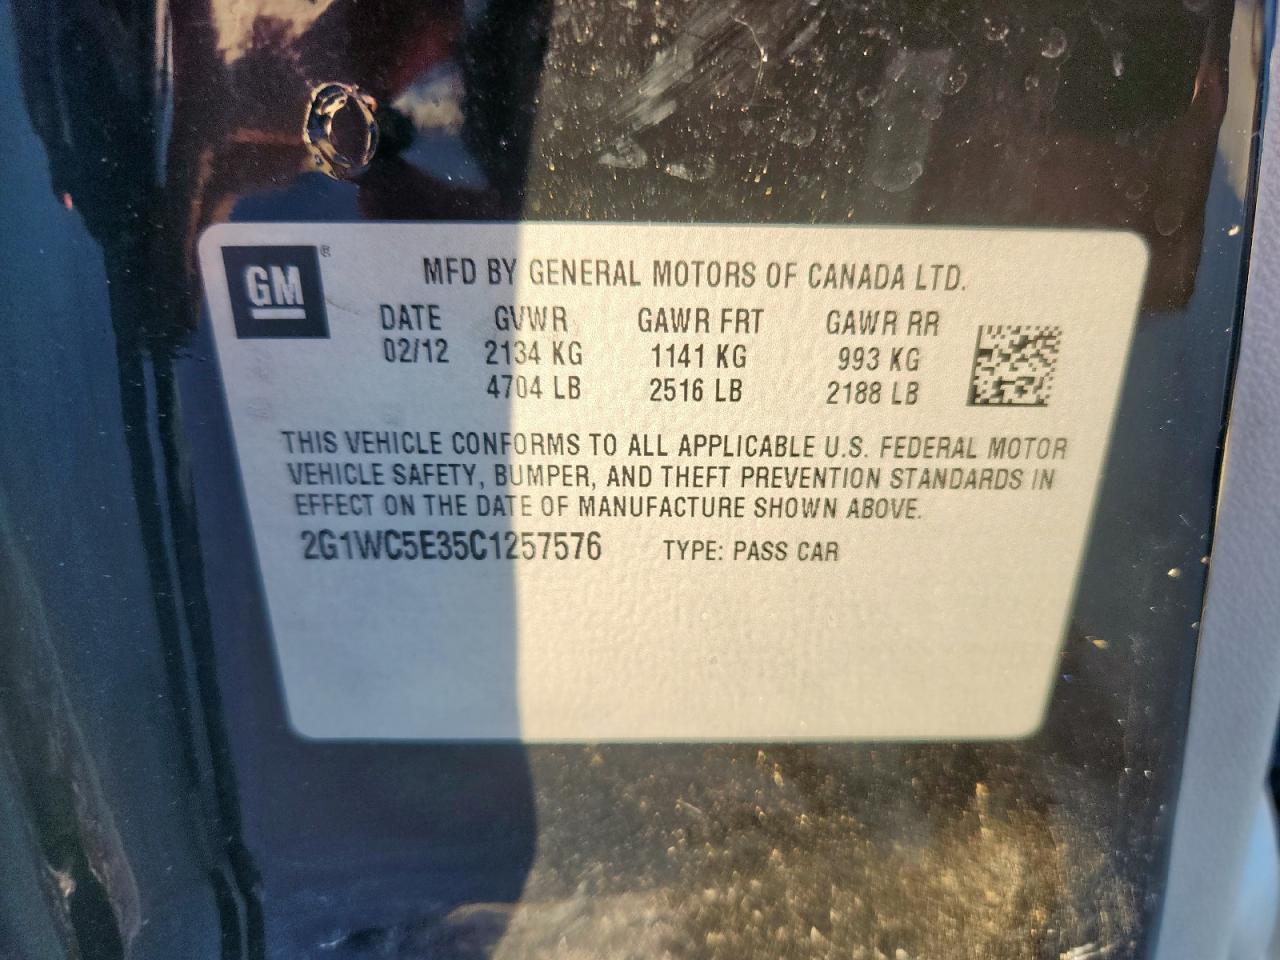 GM ®
MFD BY GENERAL MOTORS OF CANADA LTD.
DATE GVWR GAWR FRT GAWR RR
02/12 2134 KG 1141 KG 993 KG
4704 LB 2516 LB 2188 LB
THIS VEHICLE CONFORMS TO ALL APPLICABLE U.S. FEDERAL MOTOR
VEHICLE SAFETY, BUMPER, AND THEFT PREVENTION STANDARDS IN
EFFECT ON THE DATE OF MANUFACTURE SHOWN ABOVE.
2G1WC5E35C1257576 TYPE: PASS CAR